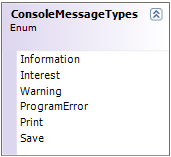 ConsoleMessageTypes
Enum
Information
Interest
Warning
ProgramError
Print
Save